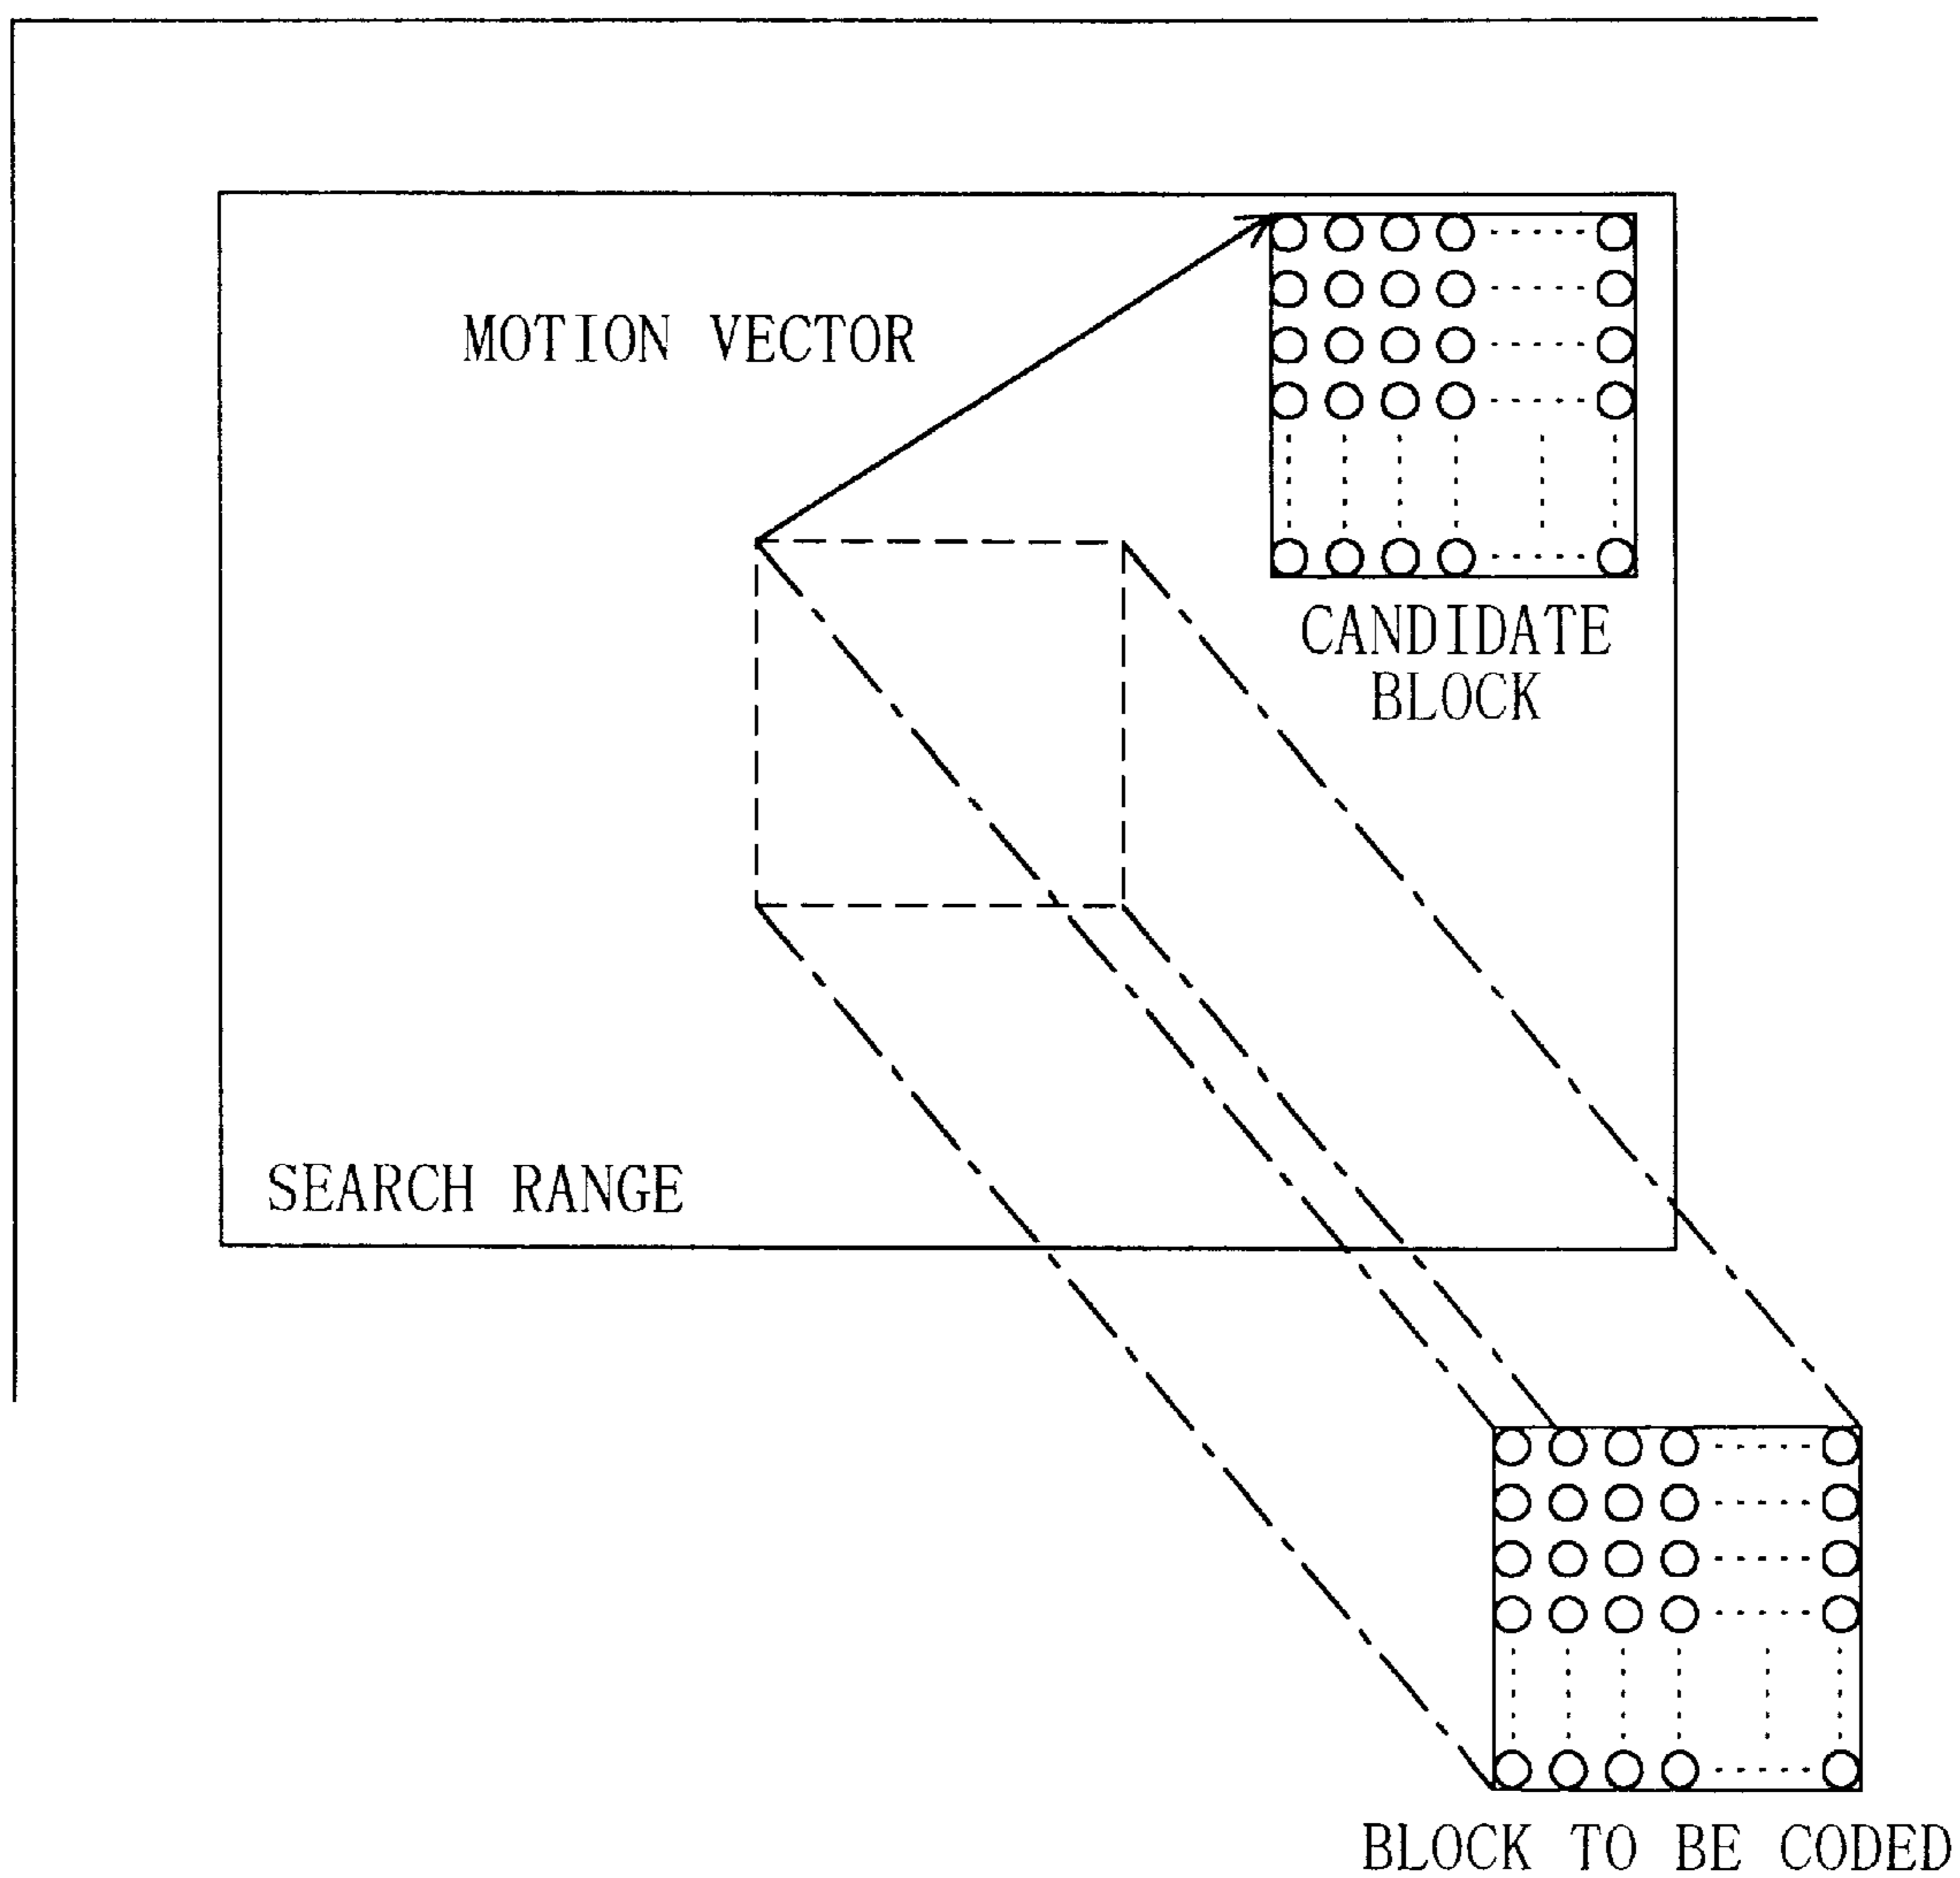 MOTION VECTOR
CANDIDATE
BLOCK
SEARCH RANGE
BLOCK TO BE CODED